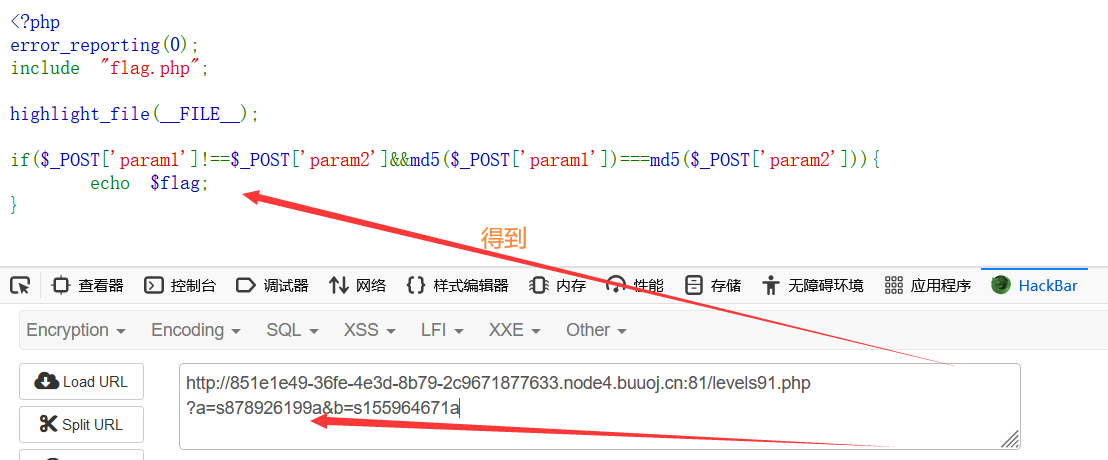 <?php
error_reporting(0);
include "flag.php";
highlight_file(__FILE__);
if($_POST['param1']!==$_POST['param2']&&md5($_POST['param1'])===md5($_POST['param2'])){
echo $flag;
}
得到
查看器 控制台 调试器 网络 样式编辑器 内存 性能 存储 无障碍环境 应用程序 HackBar
Encryption Encoding SQL XSS LFI XXE Other
Load URL
Split URL
http://851e1e49-36fe-4e3d-8b79-2c9671877633.node4.buuoj.cn:81/levels91.php
?a=s878926199a&b=s155964671a